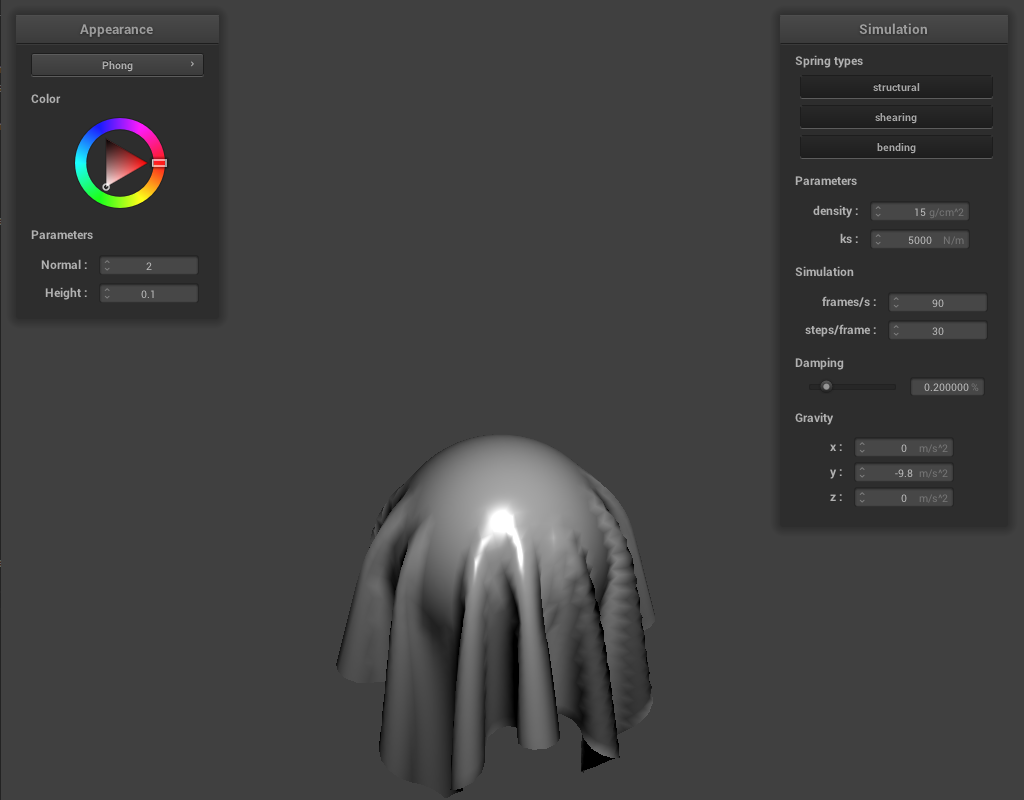 Appearance
Phong
Color
Parameters
Normal : 2
Height : 0.1
Simulation
Spring types
structural
shearing
bending
Parameters
density : 15 g/cm^2
ks : 5000 N/m
Simulation
frames/s : 90
steps/frame : 30
Damping
0.200000 %
Gravity
x : 0 m/s^2
y : -9.8 m/s^2
z : 0 m/s^2